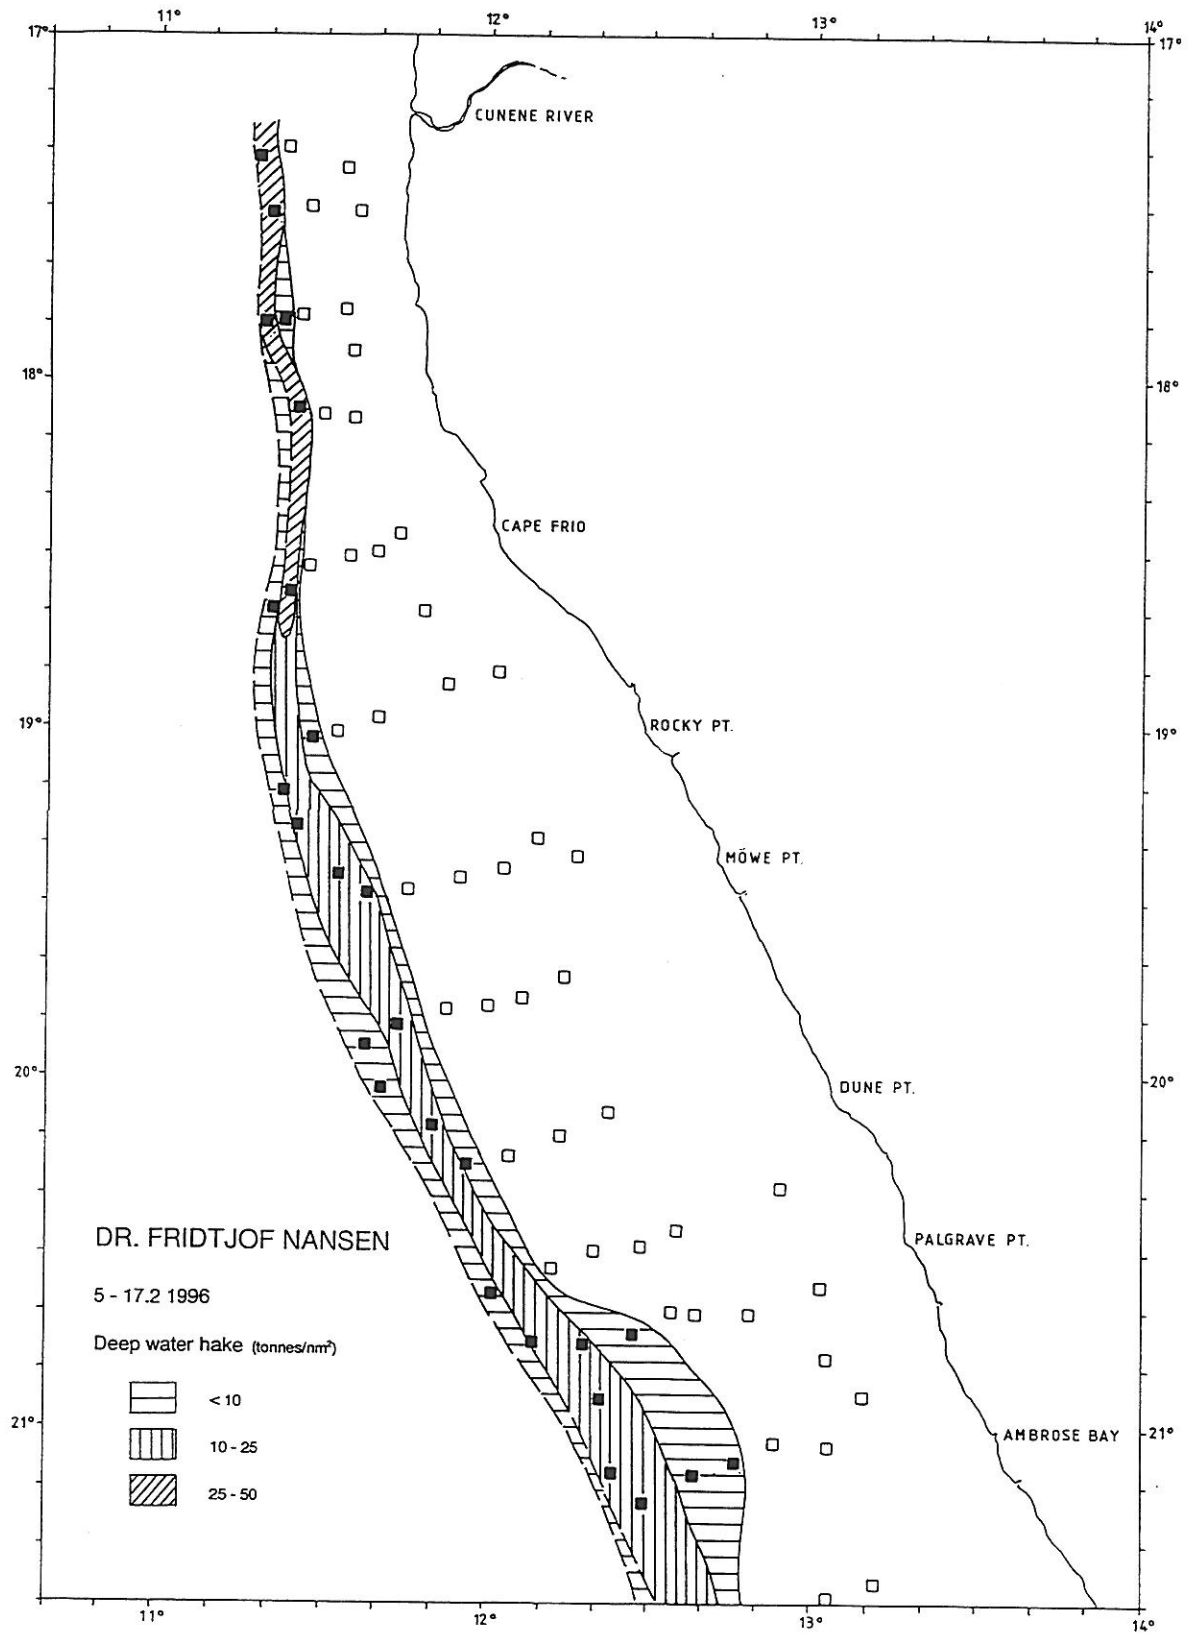 11° 12° 13° 14°
17° 17°
CUNENE RIVER
18° 18°
CAPE FRIO
19° ROCKY PT. 19°
MÖWE PT.
20° DUNE PT. 20°
DR. FRIDTJOF NANSEN
PALGRAVE PT.
5 - 17.2 1996
Deep water hake (tonnes/nm²)
< 10
21° AMBROSE BAY 21°
10 - 25
25 - 50
11° 12° 13° 14°